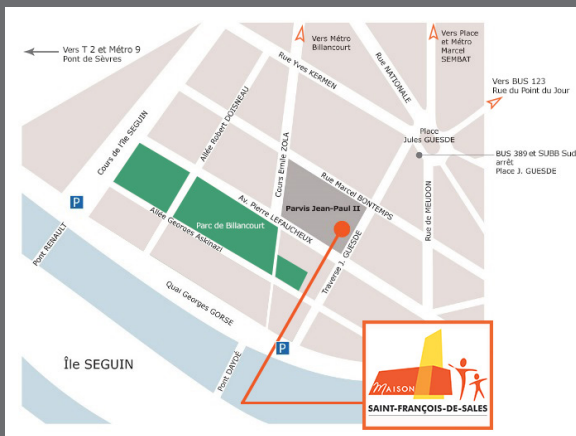 Vers T 2 et Métro 9
Pont de Sèvres
Vers Métro
Billancourt
Vers Place
et Métro
Marcel
SEMBAT
Rue Yves KERMEN
Rue NATIONALE
Vers BUS 123
Rue du Point du Jour
Cours de l'île SEGUIN
Allée Robert DOISNEAU
Cours Emile ZOLA
Place
Jules GUESDE
BUS 389 et SUBB Sud
arrêt
Place J. GUESDE
Rue Marcel BONTEMPS
Rue de MEUDON
P
Pont RENAULT
Allée Georges Askinazi
Parc de Billancourt
Av. Pierre LEFAUCHEUX
Parvis Jean-Paul II
Traverse J. GUESDE
Quai Georges GORSE
P
Pont DAYDÉ
Île SEGUIN
MAISON
SAINT-FRANÇOIS-DE-SALES